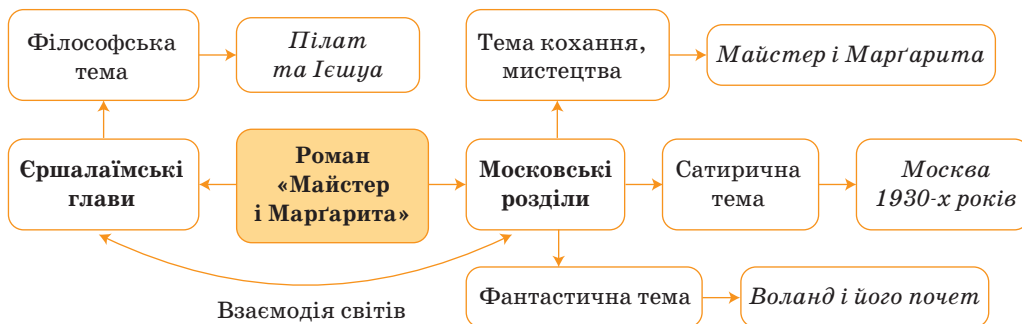 Філософська
тема
Пілат
та Ієшуа
Тема кохання,
мистецтва
Майстер і Марґарита
Єршалаїмські
глави
Роман
«Майстер
і Марґарита»
Московські
розділи
Сатирична
тема
Москва
1930-х років
Взаємодія світів
Фантастична тема
Воланд і його почет